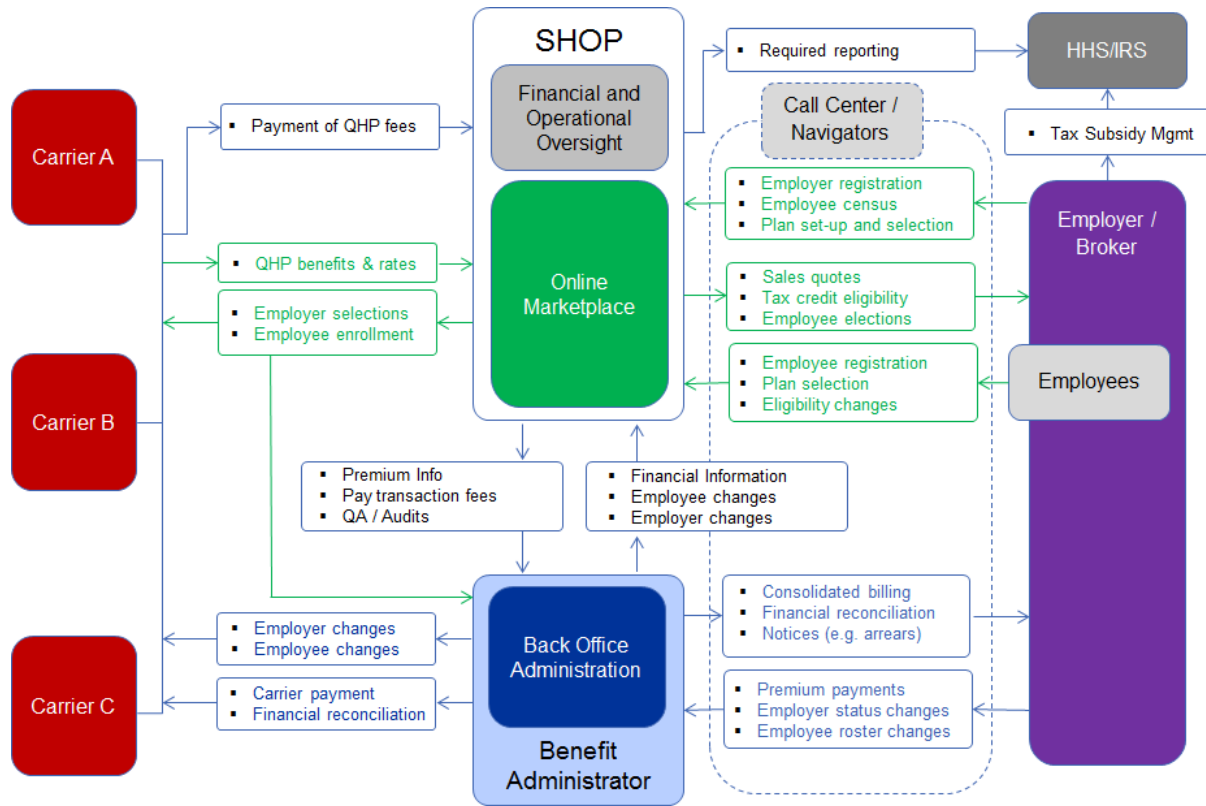 SHOP
Financial and
Operational
Oversight
▪ Required reporting
HHS/IRS
Carrier A
▪ Payment of QHP fees
Call Center /
Navigators
▪ Tax Subsidy Mgmt
▪ Employer registration
▪ Employee census
▪ Plan set-up and selection
Employer /
Broker
▪ QHP benefits & rates
Online
Marketplace
▪ Sales quotes
▪ Tax credit eligibility
▪ Employee elections
▪ Employer selections
▪ Employee enrollment
Carrier B
▪ Employee registration
▪ Plan selection
▪ Eligibility changes
Employees
▪ Premium Info
▪ Pay transaction fees
▪ QA / Audits
▪ Financial Information
▪ Employee changes
▪ Employer changes
▪ Consolidated billing
▪ Financial reconciliation
▪ Notices (e.g. arrears)
▪ Employer changes
▪ Employee changes
Back Office
Administration
Carrier C
▪ Carrier payment
▪ Financial reconciliation
▪ Premium payments
▪ Employer status changes
▪ Employee roster changes
Benefit
Administrator